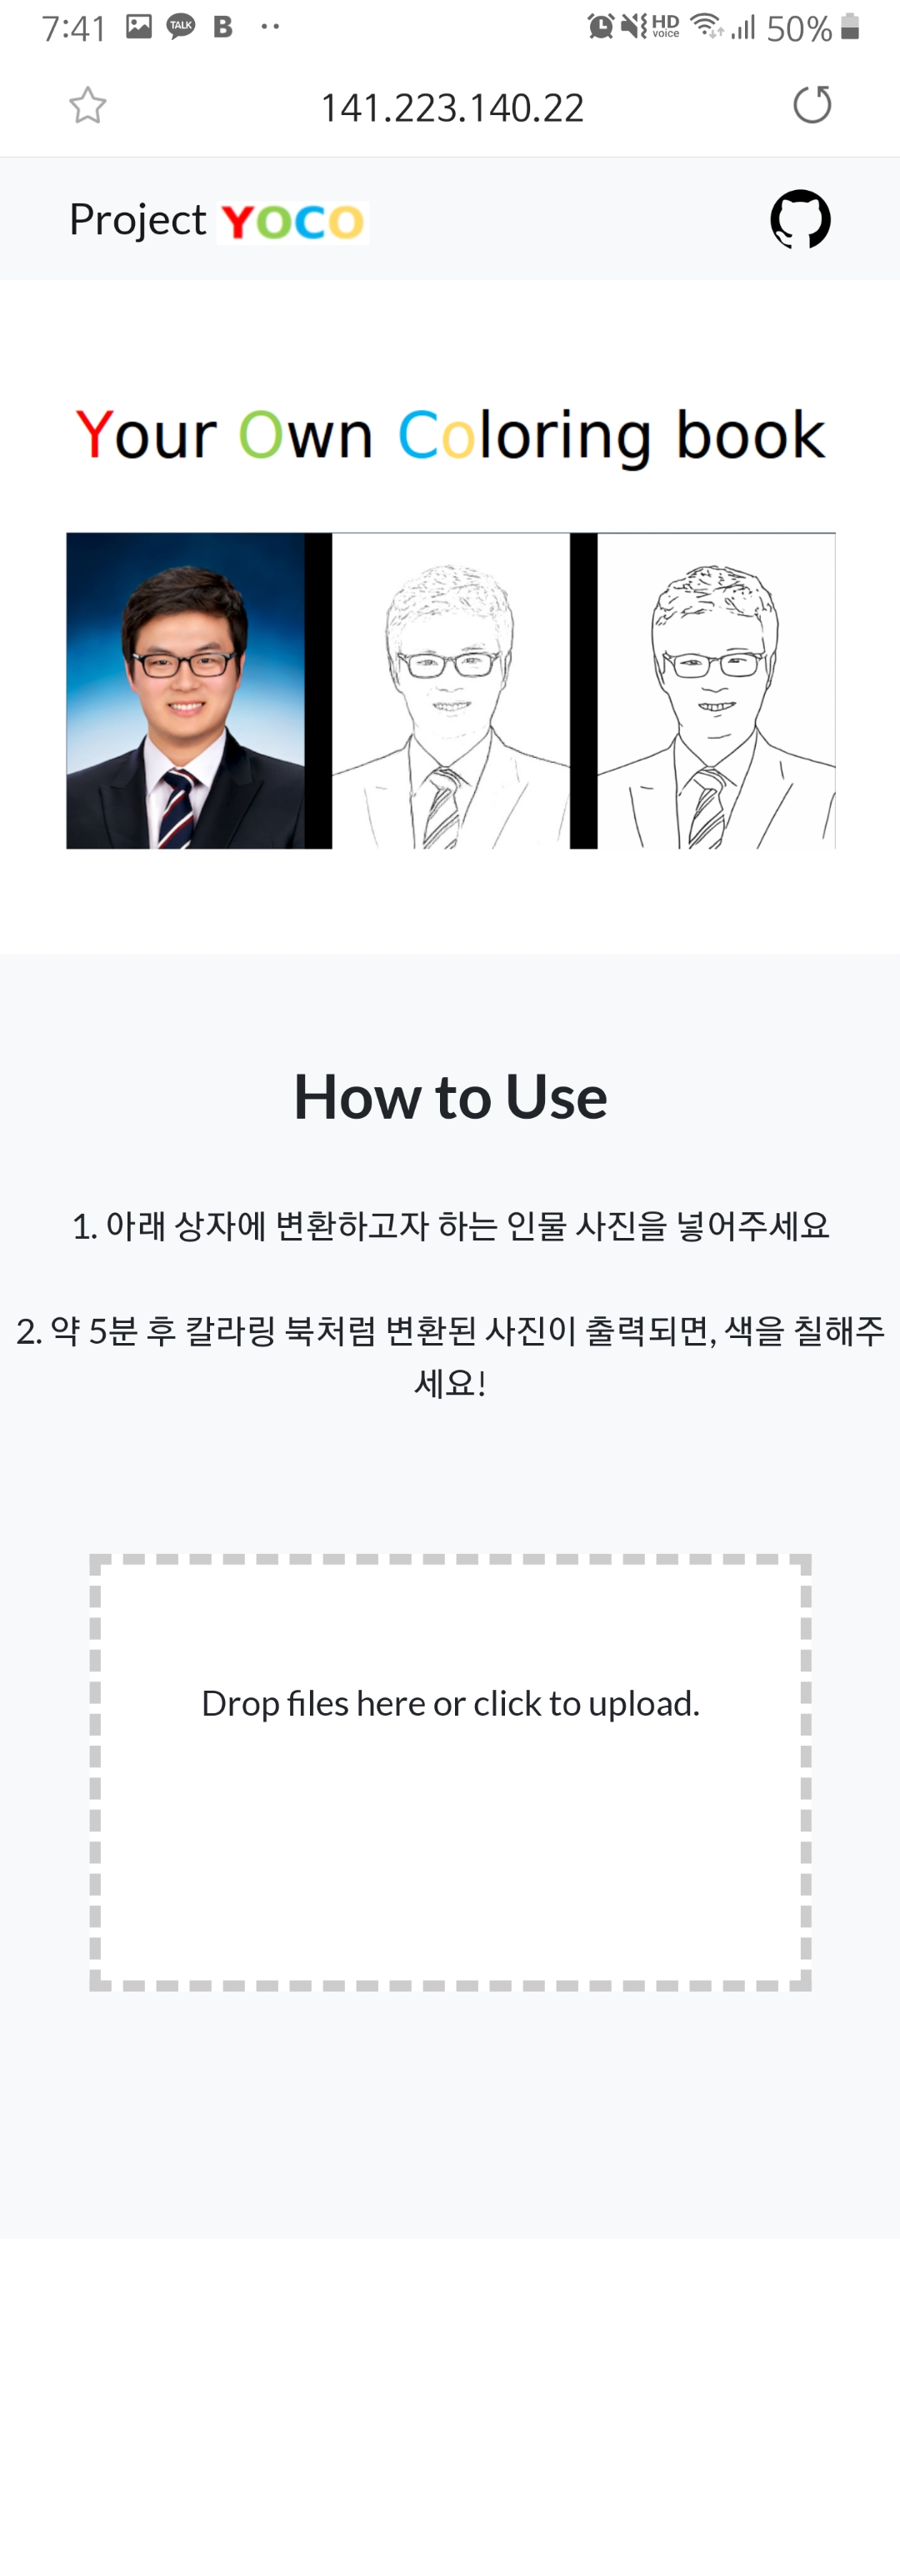 7:41 TALK B HD voice 50%
141.223.140.22
Project YOCO
Your Own Coloring book
How to Use
1. 아래 상자에 변환하고자 하는 인물 사진을 넣어주세요
2. 약 5분 후 칼라링 북처럼 변환된 사진이 출력되면, 색을 칠해주
세요!
Drop files here or click to upload.